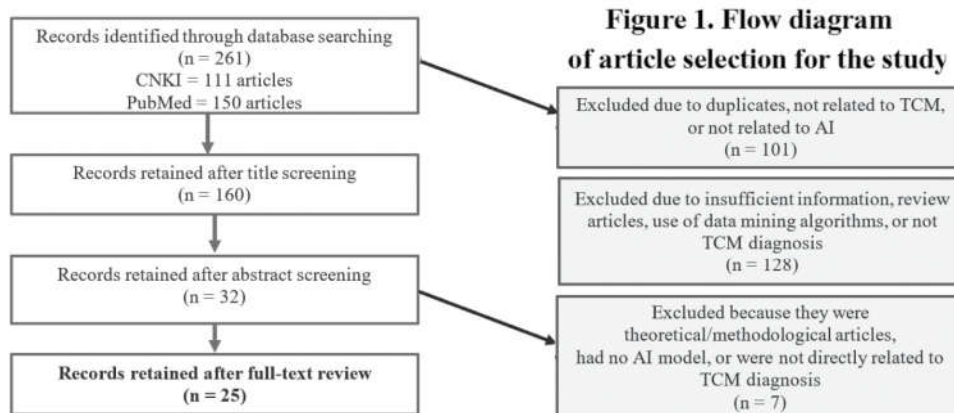 Figure 1. Flow diagram
of article selection for the study
Records identified through database searching
(n = 261)
CNKI = 111 articles
PubMed = 150 articles
Excluded due to duplicates, not related to TCM,
or not related to AI
(n = 101)
Records retained after title screening
(n = 160)
Excluded due to insufficient information, review
articles, use of data mining algorithms, or not
TCM diagnosis
(n = 128)
Records retained after abstract screening
(n = 32)
Excluded because they were
theoretical/methodological articles,
had no AI model, or were not directly related to
TCM diagnosis
(n = 7)
Records retained after full-text review
(n = 25)